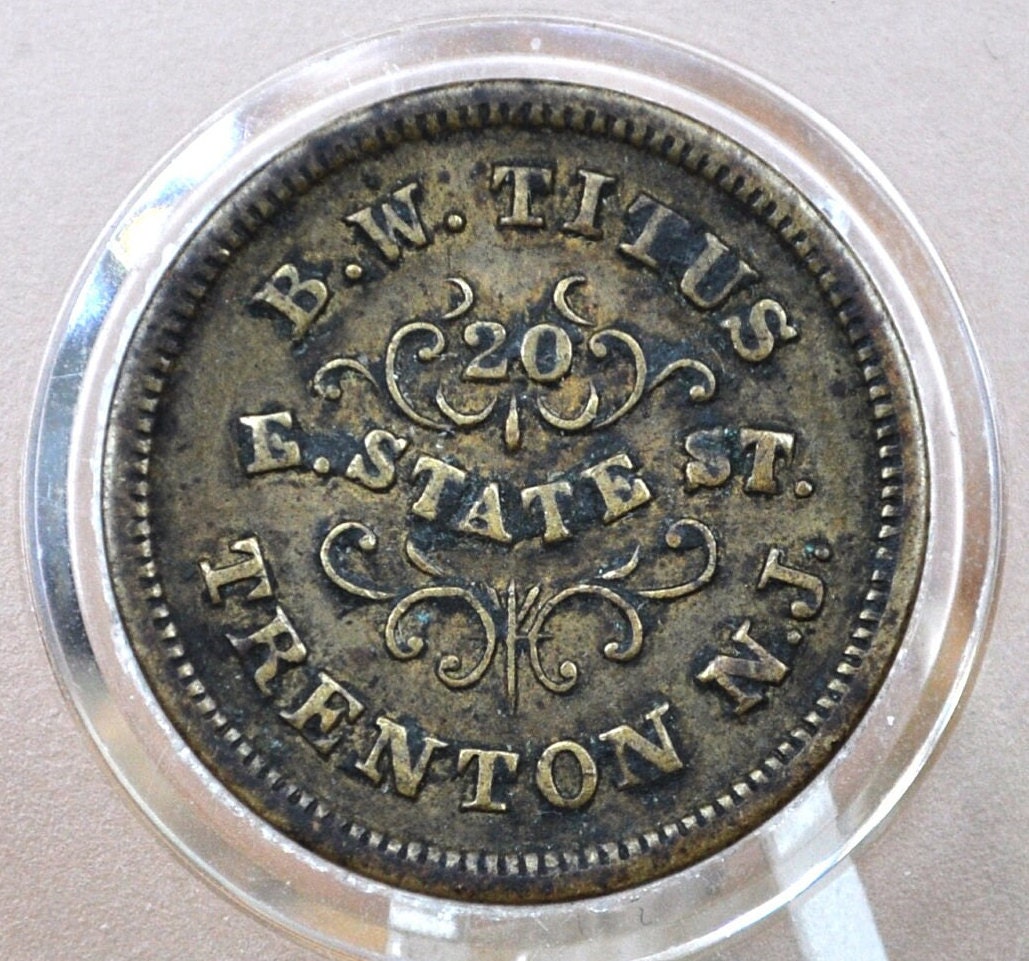 B.W. TITUS
20
E. STATE ST.
TRENTON N.J.